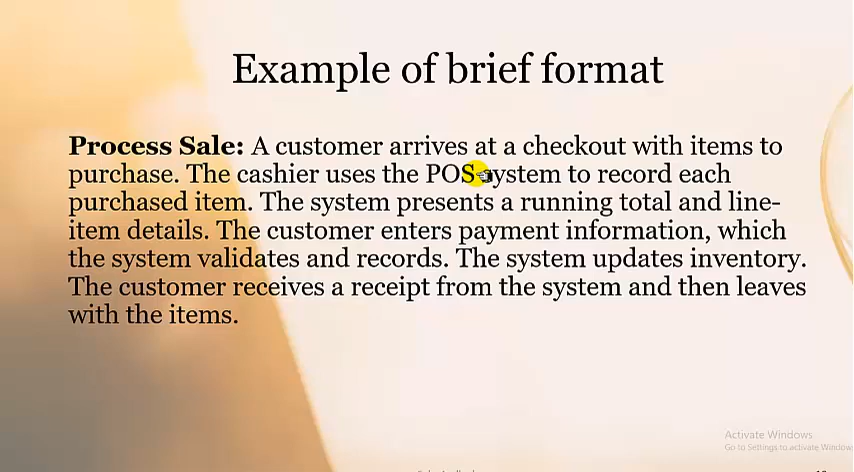 Example of brief format
Process Sale: A customer arrives at a checkout with items to
purchase. The cashier uses the POS system to record each
purchased item. The system presents a running total and line-
item details. The customer enters payment information, which
the system validates and records. The system updates inventory.
The customer receives a receipt from the system and then leaves
with the items.
Activate Windows
Go to Settings to activate Window